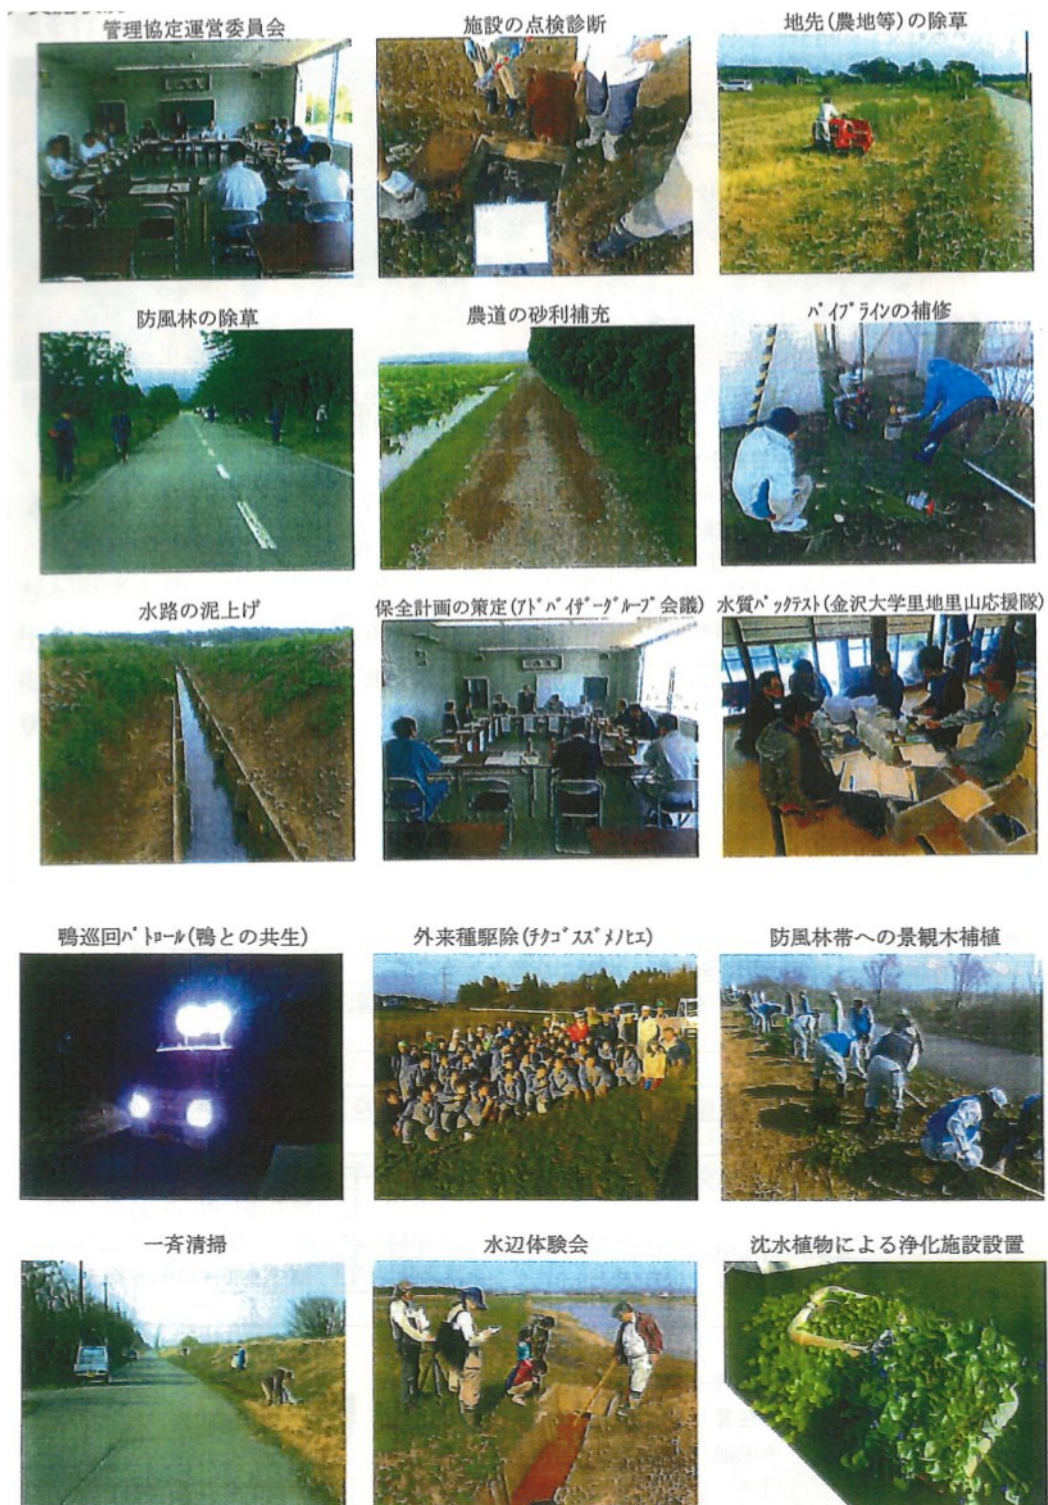 管理協定運営委員会
施設の点検診断
地先(農地等)の除草
防風林の除草
農道の砂利補充
パイプラインの補修
水路の泥上げ
保全計画の策定(アドバイザーグループ会議)
水質パックテスト(金沢大学里地里山応援隊)
鴨巡回パトロール(鴨との共生)
外来種駆除(チクゴスズメノヒエ)
防風林帯への景観木補植
一斉清掃
水辺体験会
沈水植物による浄化施設設置